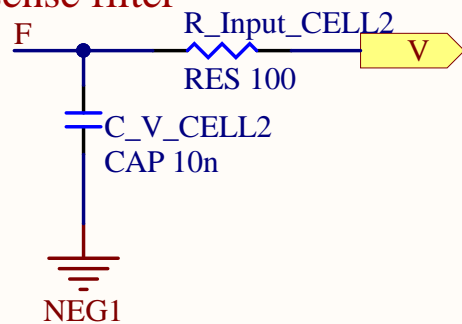 R_Input_CELL2
F
V
RES 100
C_V_CELL2
CAP 10n
NEG1